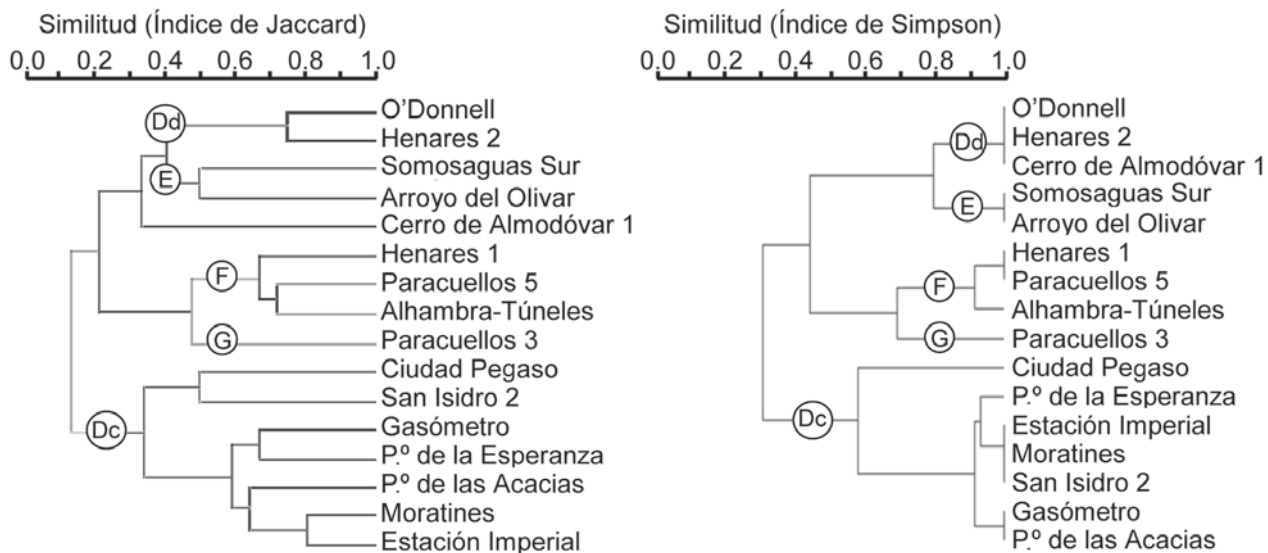 Similitud (Índice de Jaccard)
0.0 0.2 0.4 0.6 0.8 1.0
O'Donnell
Henares 2
Somosaguas Sur
Arroyo del Olivar
Cerro de Almodóvar 1
Henares 1
Paracuellos 5
Alhambra-Túneles
Paracuellos 3
Ciudad Pegaso
San Isidro 2
Gasómetro
P.º de la Esperanza
P.º de las Acacias
Moratines
Estación Imperial
Dd
E
F
G
Dc
Similitud (Índice de Simpson)
0.0 0.2 0.4 0.6 0.8 1.0
O'Donnell
Henares 2
Cerro de Almodóvar 1
Somosaguas Sur
Arroyo del Olivar
Henares 1
Paracuellos 5
Alhambra-Túneles
Paracuellos 3
Ciudad Pegaso
P.º de la Esperanza
Estación Imperial
Moratines
San Isidro 2
Gasómetro
P.º de las Acacias
Dd
E
F
G
Dc